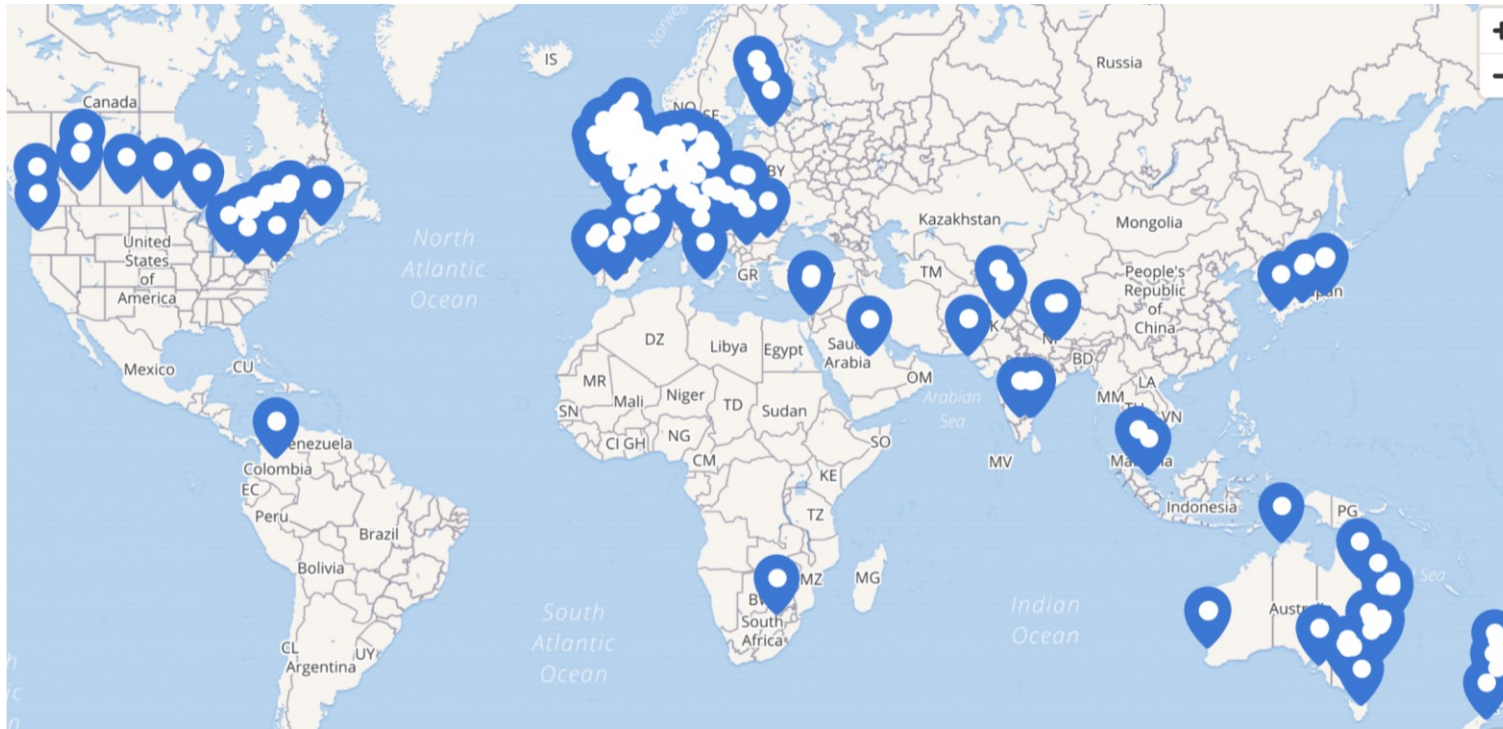 IS
Norweg
Russia
Canada
NO
SE
BY
Kazakhstan
Mongolia
United
States
of
America
North
Atlantic
Ocean
GR
TM
People's
Republic
of
China
DZ
Libya
Egypt
Saudi
Arabia
OM
BD
Mexico
CU
MR
Mali
Niger
TD
Sudan
Arabian
Sea
LA
MM
VN
SN
CI
GH
NG
CM
SO
MV
enezuela
Colombia
EC
Peru
Brazil
KE
TZ
Indonesia
PG
Bolivia
MZ
MG
South
Africa
South
Atlantic
Ocean
Indian
Ocean
Sea
CL
UY
Argentina